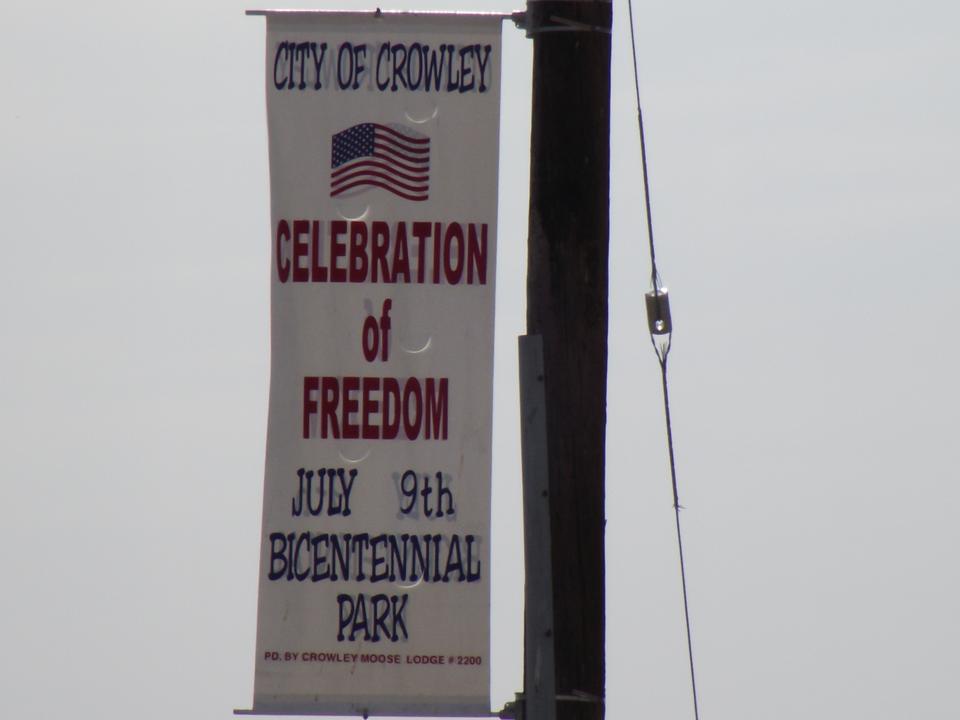 CITY OF CROWLEY
CELEBRATION
of
FREEDOM
JULY 9th
BICENTENNIAL
PARK
PD. BY CROWLEY MOOSE LODGE # 2200